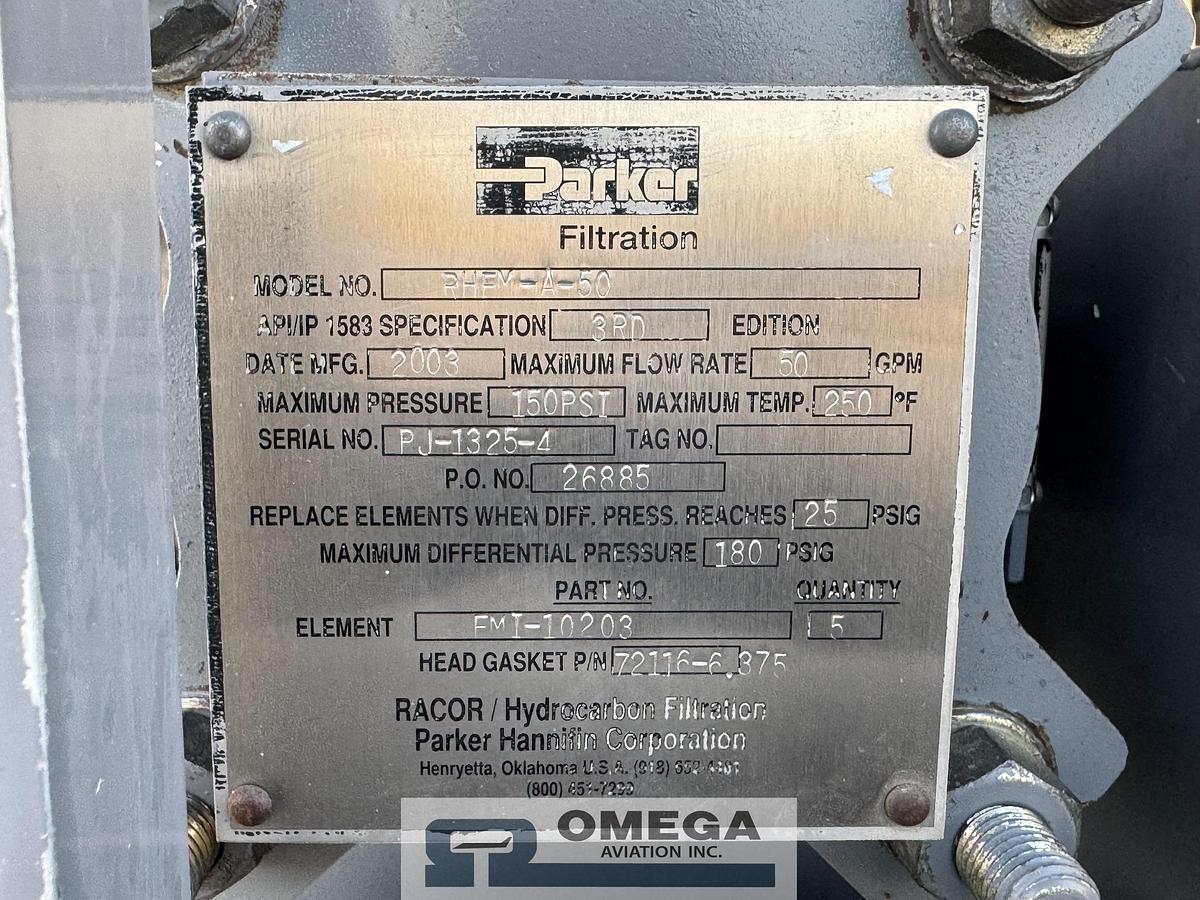 Parker
Filtration
MODEL NO. RHFM-A-50
API/IP 1583 SPECIFICATION 3RD EDITION
DATE MFG. 2003 MAXIMUM FLOW RATE 50 GPM
MAXIMUM PRESSURE 150PSI MAXIMUM TEMP. 250 °F
SERIAL NO. PJ-1325-4 TAG NO.
P.O. NO. 26885
REPLACE ELEMENTS WHEN DIFF. PRESS. REACHES 25 PSIG
MAXIMUM DIFFERENTIAL PRESSURE 180 PSIG
PART NO. QUANTITY
ELEMENT FMI-10203 5
HEAD GASKET P/N 72116-6.375
RACOR / Hydrocarbon Filtration
Parker Hannifin Corporation
Henryetta, Oklahoma U.S.A. (918)
(800)
OMEGA
AVIATION INC.